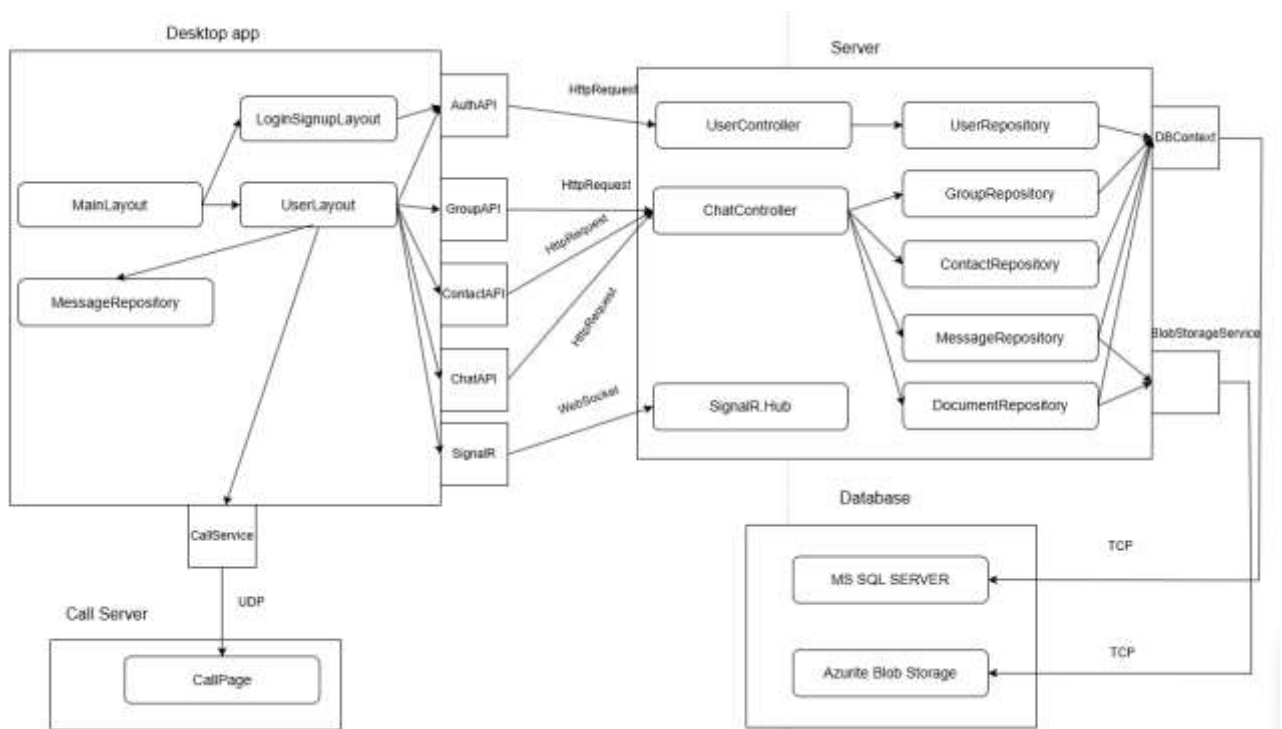 Desktop app
Server
AuthAPI
HttpRequest
LoginSignupLayout
UserController
UserRepository
DBContext
MainLayout
UserLayout
GroupAPI
HttpRequest
ChatController
GroupRepository
HttpRequest
ContactRepository
MessageRepository
ContactAPI
HttpRequest
MessageRepository
BlobStorageService
ChatAPI
WebSocket
SignalR.Hub
DocumentRepository
SignalR
Database
CallService
TCP
MS SQL SERVER
UDP
Call Server
TCP
CallPage
Azurite Blob Storage